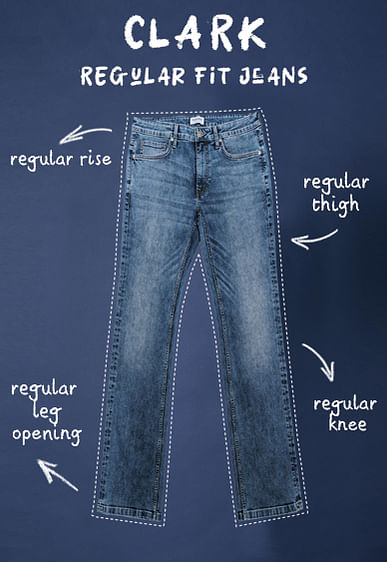 CLARK
REGULAR FIT JEANS
regular rise
regular
thigh
regular
leg
opening
regular
knee